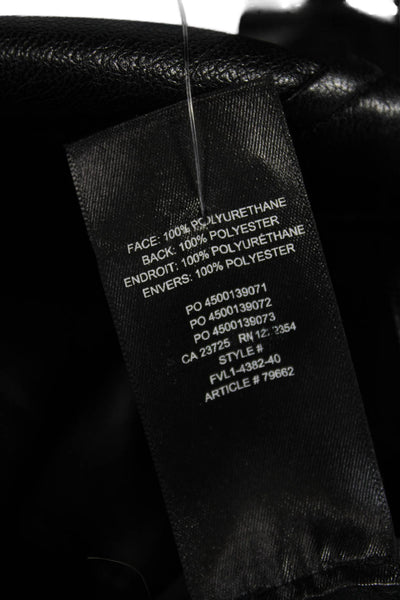 FACE: 100% POLYURETHANE
BACK: 100% POLYESTER
ENDROIT: 100% POLYURÉTHANE
ENVERS: 100% POLYESTER
PO 4500139071
PO 4500139072
PO 4500139073
CA 23725 RN
STYLE #
FVL1-4382-40
ARTICLE # 79662